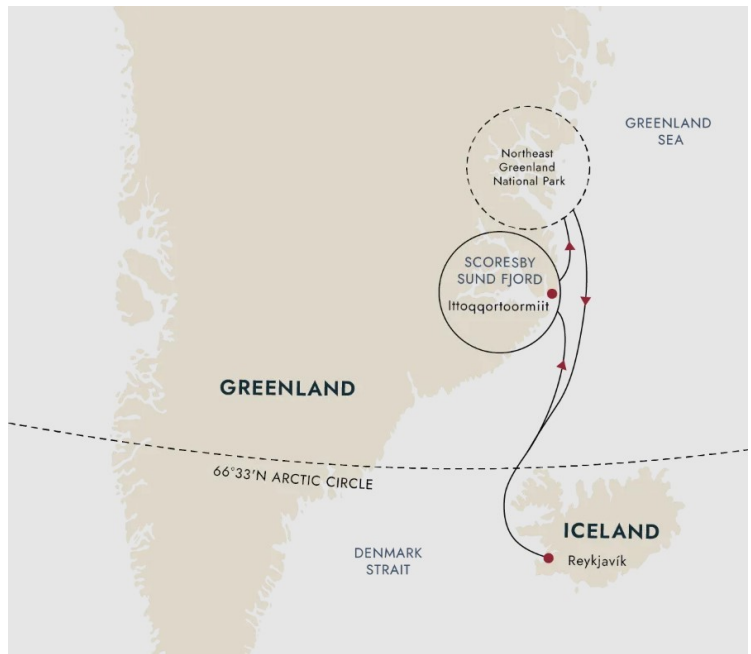 GREENLAND
SEA
Northeast
Greenland
National Park
SCORESBY
SUND FJORD
Ittoqqortoormiit
GREENLAND
66°33'N ARCTIC CIRCLE
ICELAND
DENMARK
STRAIT
Reykjavík